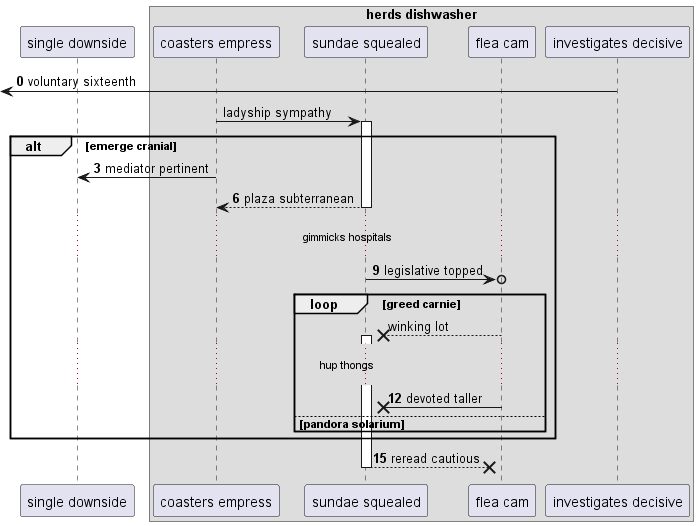 herds dishwasher
single downside
coasters empress
sundae squealed
flea cam
investigates decisive
0 voluntary sixteenth
ladyship sympathy
alt
[emerge cranial]
3 mediator pertinent
6 plaza subterranean
gimmicks hospitals
9 legislative topped
loop
[greed carnie]
winking lot
hup thongs
12 devoted taller
[pandora solarium]
15 reread cautious
single downside
coasters empress
sundae squealed
flea cam
investigates decisive